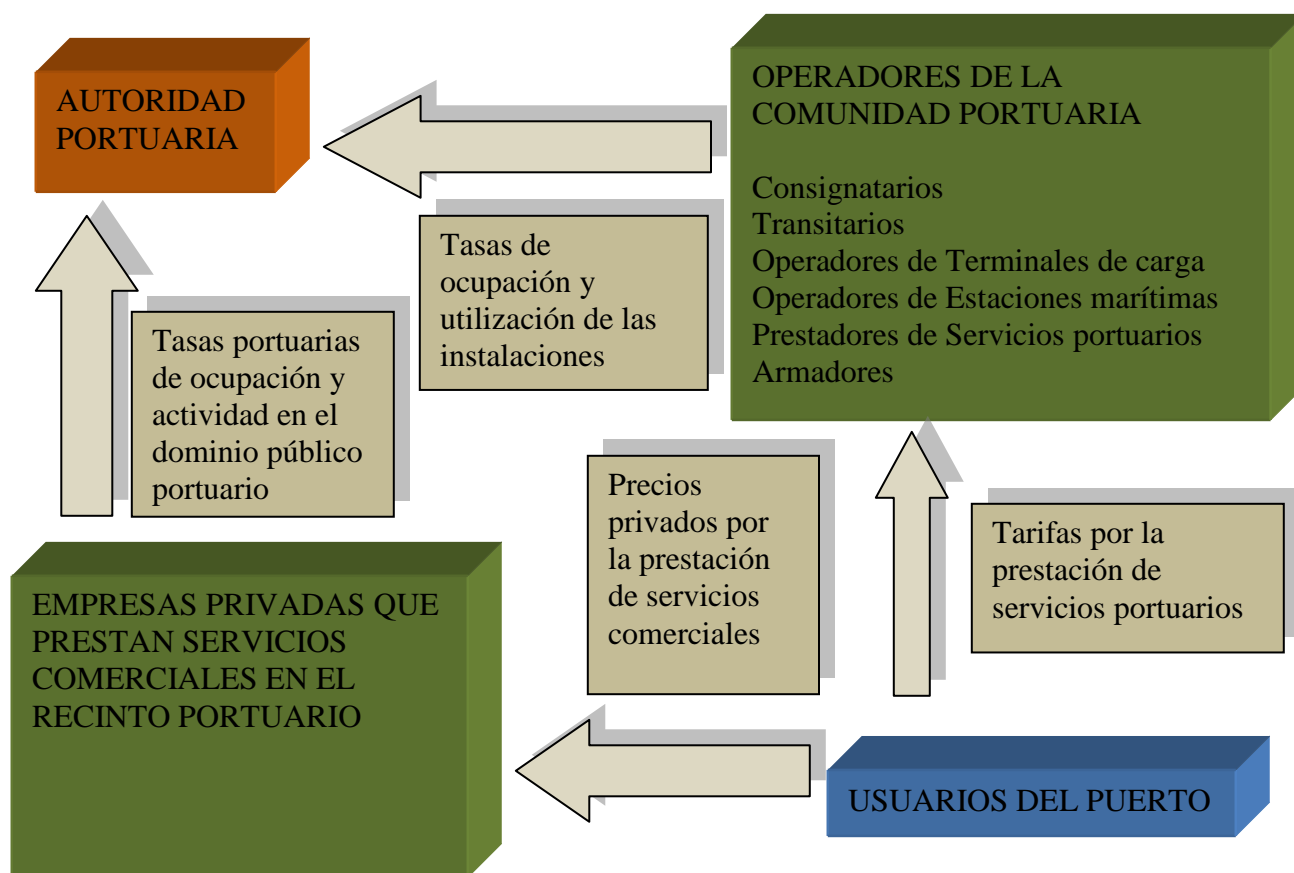 AUTORIDAD
PORTUARIA
OPERADORES DE LA
COMUNIDAD PORTUARIA
Consignatarios
Transitarios
Operadores de Terminales de carga
Operadores de Estaciones marítimas
Prestadores de Servicios portuarios
Armadores
Tasas de
ocupación y
utilización de las
instalaciones
Tasas portuarias
de ocupación y
actividad en el
dominio público
portuario
Precios
privados por
la prestación
de servicios
comerciales
Tarifas por la
prestación de
servicios portuarios
EMPRESAS PRIVADAS QUE
PRESTAN SERVICIOS
COMERCIALES EN EL
RECINTO PORTUARIO
USUARIOS DEL PUERTO